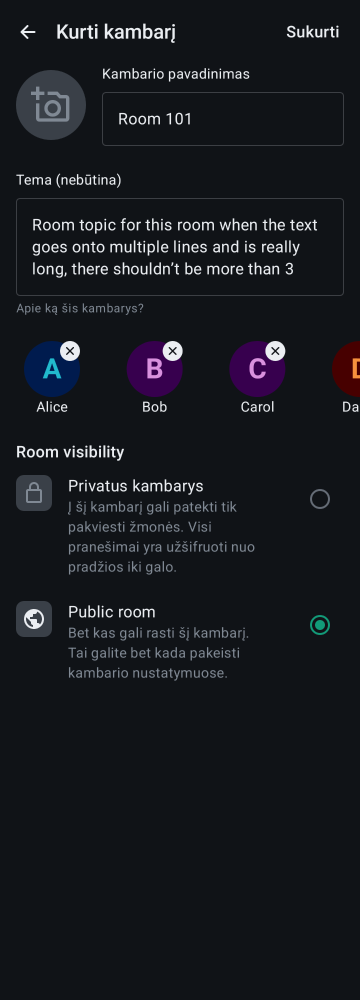 Kurti kambarį
Sukurti
Kambario pavadinimas
Room 101
Tema (nebūtina)
Room topic for this room when the text
goes onto multiple lines and is really
long, there shouldn’t be more than 3
Apie ką šis kambarys?
A
B
C
D
Alice
Bob
Carol
Da
Room visibility
Privatus kambarys
Į šį kambarį gali patekti tik
pakviesti žmonės. Visi
pranešimai yra užšifruoti nuo
pradžios iki galo.
Public room
Bet kas gali rasti šį kambarį.
Tai galite bet kada pakeisti
kambario nustatymuose.